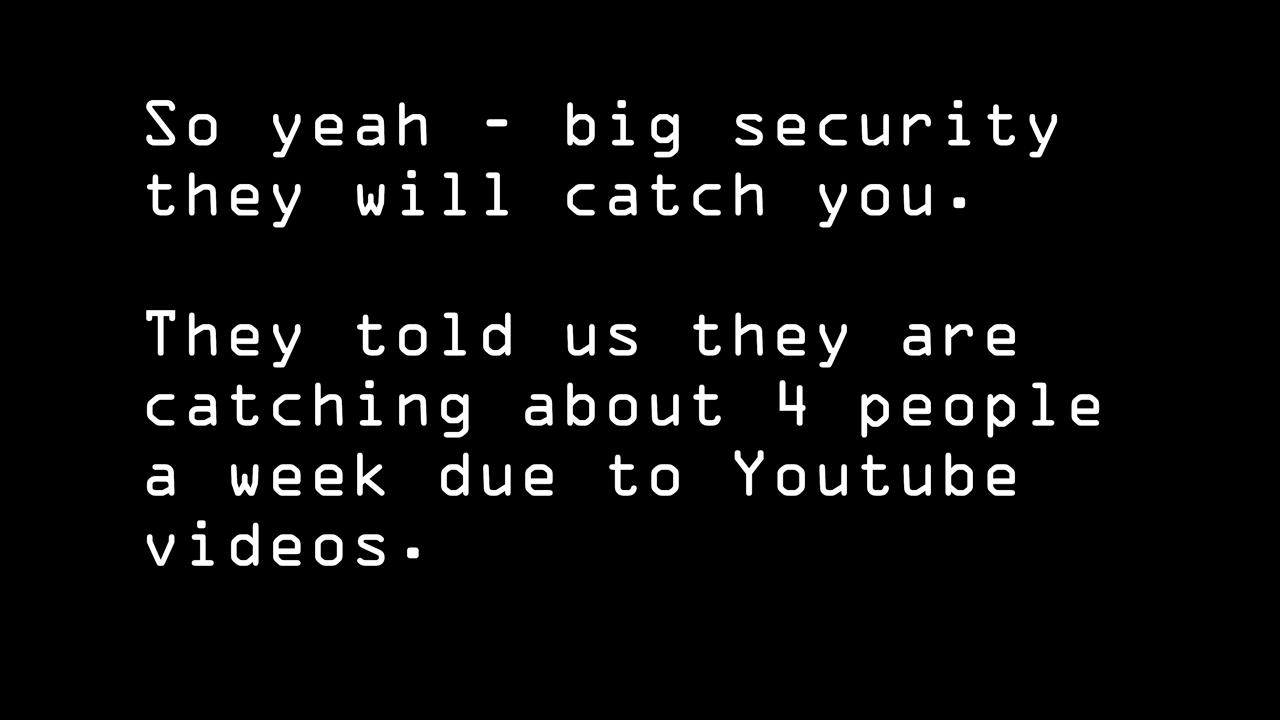 So yeah - big security
they will catch you.
They told us they are
catching about 4 people
a week due to Youtube
videos.